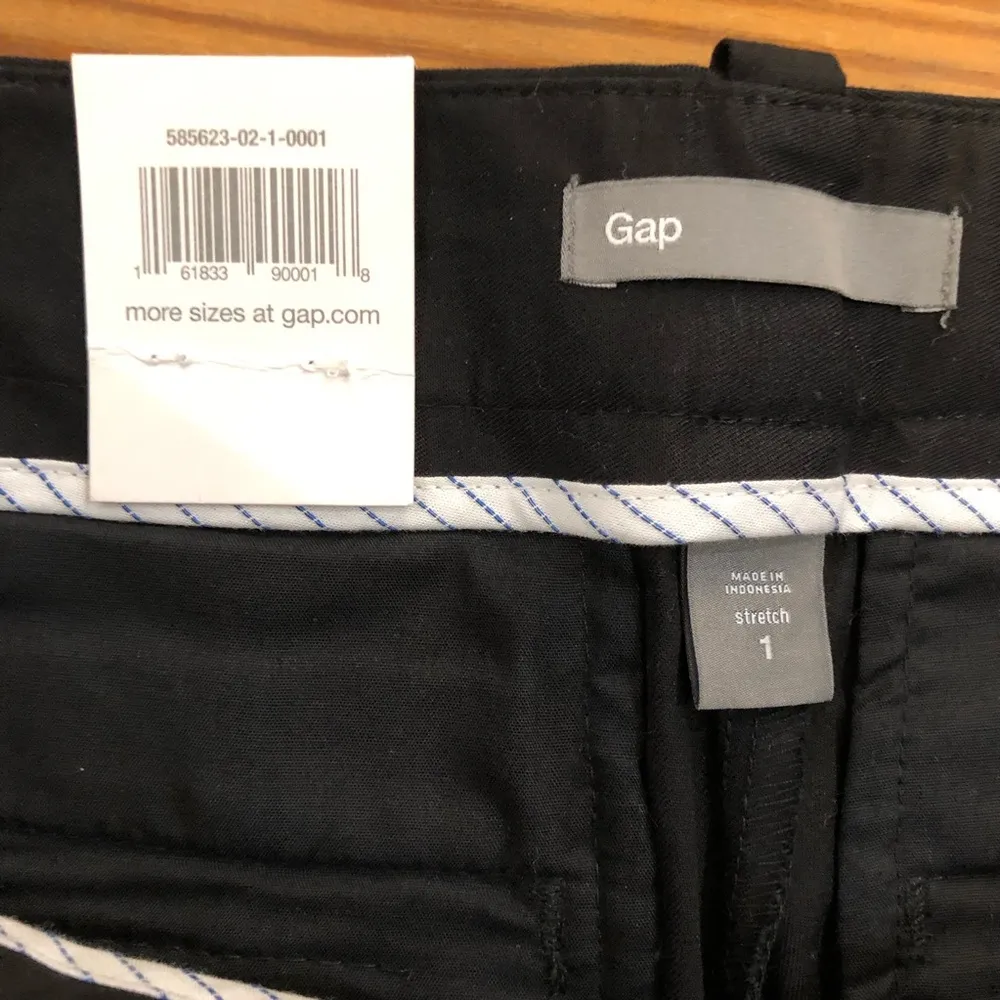 585623-02-1-0001
1 61833 90001 8
more sizes at gap.com
Gap
MADE IN
INDONESIA
stretch
1